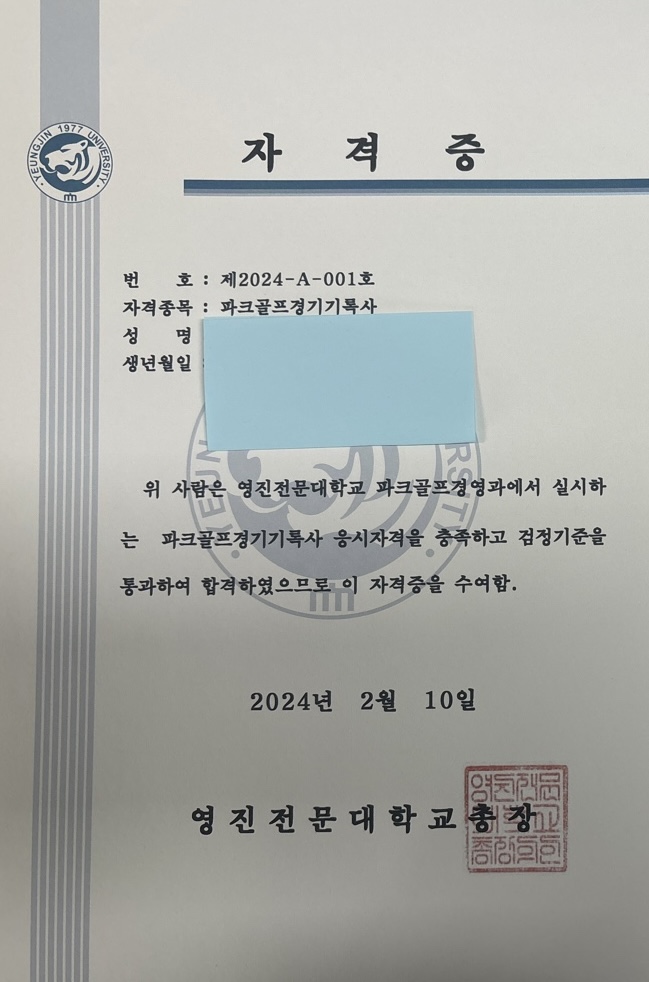 YEUNGJIN 1977 UNIVERSITY
자 격 증
번 호 : 제2024-A-001호
자격종목 : 파크골프경기기록사
성 명
생년월일 :
위 사람은 영진전문대학교 파크골프경영과에서 실시하
는 파크골프경기기록사 응시자격을 충족하고 검정기준을
통과하여 합격하였으므로 이 자격증을 수여함.
2024년 2월 10일
영진전문대학교총장